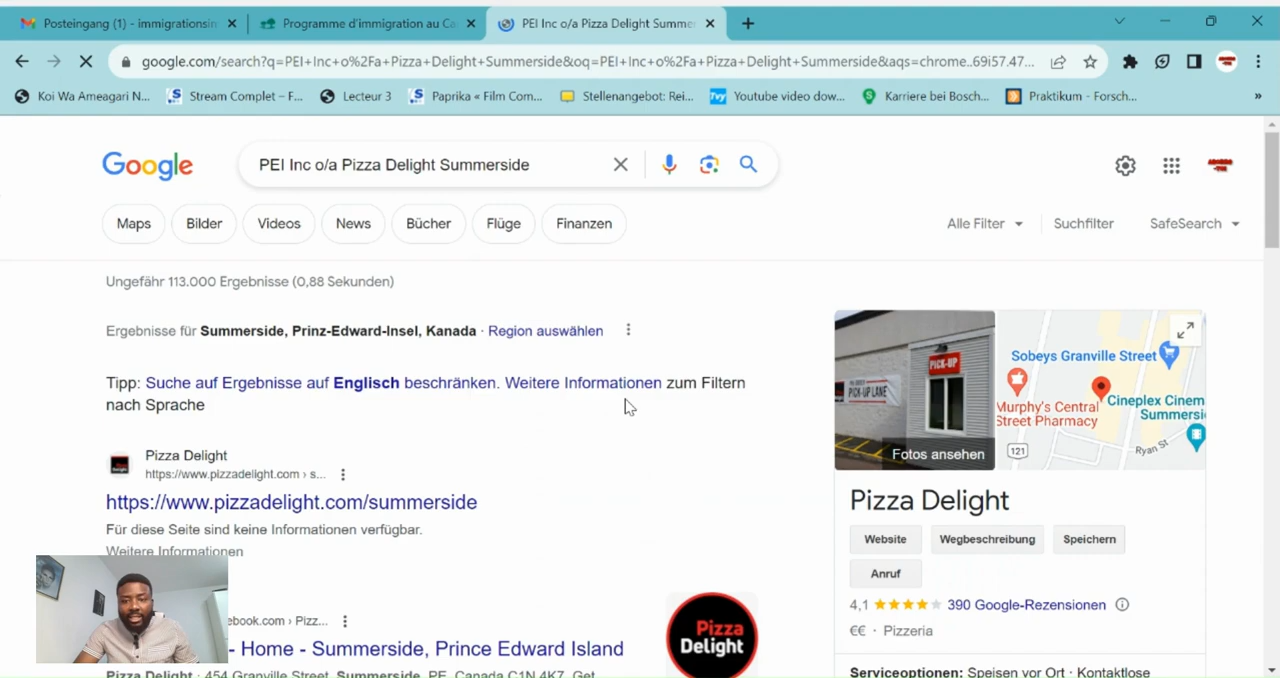 Posteingang (1) - immigrationsin
Programme d'immigration au Ca
PEI Inc o/a Pizza Delight Summe
google.com/search?q=PEI+Inc+o%2Fa+Pizza+Delight+Summerside&oq=PEI+Inc+o%2Fa+Pizza+Delight+Summerside&aqs=chrome..69i57.47...
Koi Wa Ameagari N...
Stream Complet – F...
Lecteur 3
Paprika « Film Com...
Stellenangebot: Rei...
Youtube video dow...
Karriere bei Bosch...
Praktikum - Forsch...
»
Google
PEI Inc o/a Pizza Delight Summerside
Maps
Bilder
Videos
News
Bücher
Flüge
Finanzen
Alle Filter
Suchfilter
SafeSearch
Ungefähr 113.000 Ergebnisse (0,88 Sekunden)
Ergebnisse für Summerside, Prinz-Edward-Insel, Kanada · Region auswählen
Tipp: Suche auf Ergebnisse auf Englisch beschränken. Weitere Informationen zum Filtern
nach Sprache
Pizza Delight
https://www.pizzadelight.com › s...
https://www.pizzadelight.com/summerside
Für diese Seite sind keine Informationen verfügbar.
Weitere Informationen
ebook.com › Pizz...
- Home - Summerside, Prince Edward Island
Pizza Delight · 454 Granville Street, Summerside, PE, Canada C1N 4K7. Get
Pizza
Delight
PICK-UP
PICK-UP LANE
Fotos ansehen
Sobeys Granville Street
Murphy's Central
Street Pharmacy
Cineplex Cinem
Summersi
121
Ryan St
Pizza Delight
Website
Wegbeschreibung
Speichern
Anruf
4,1
390 Google-Rezensionen
€€ · Pizzeria
Serviceoptionen: Speisen vor Ort · Kontaktlose